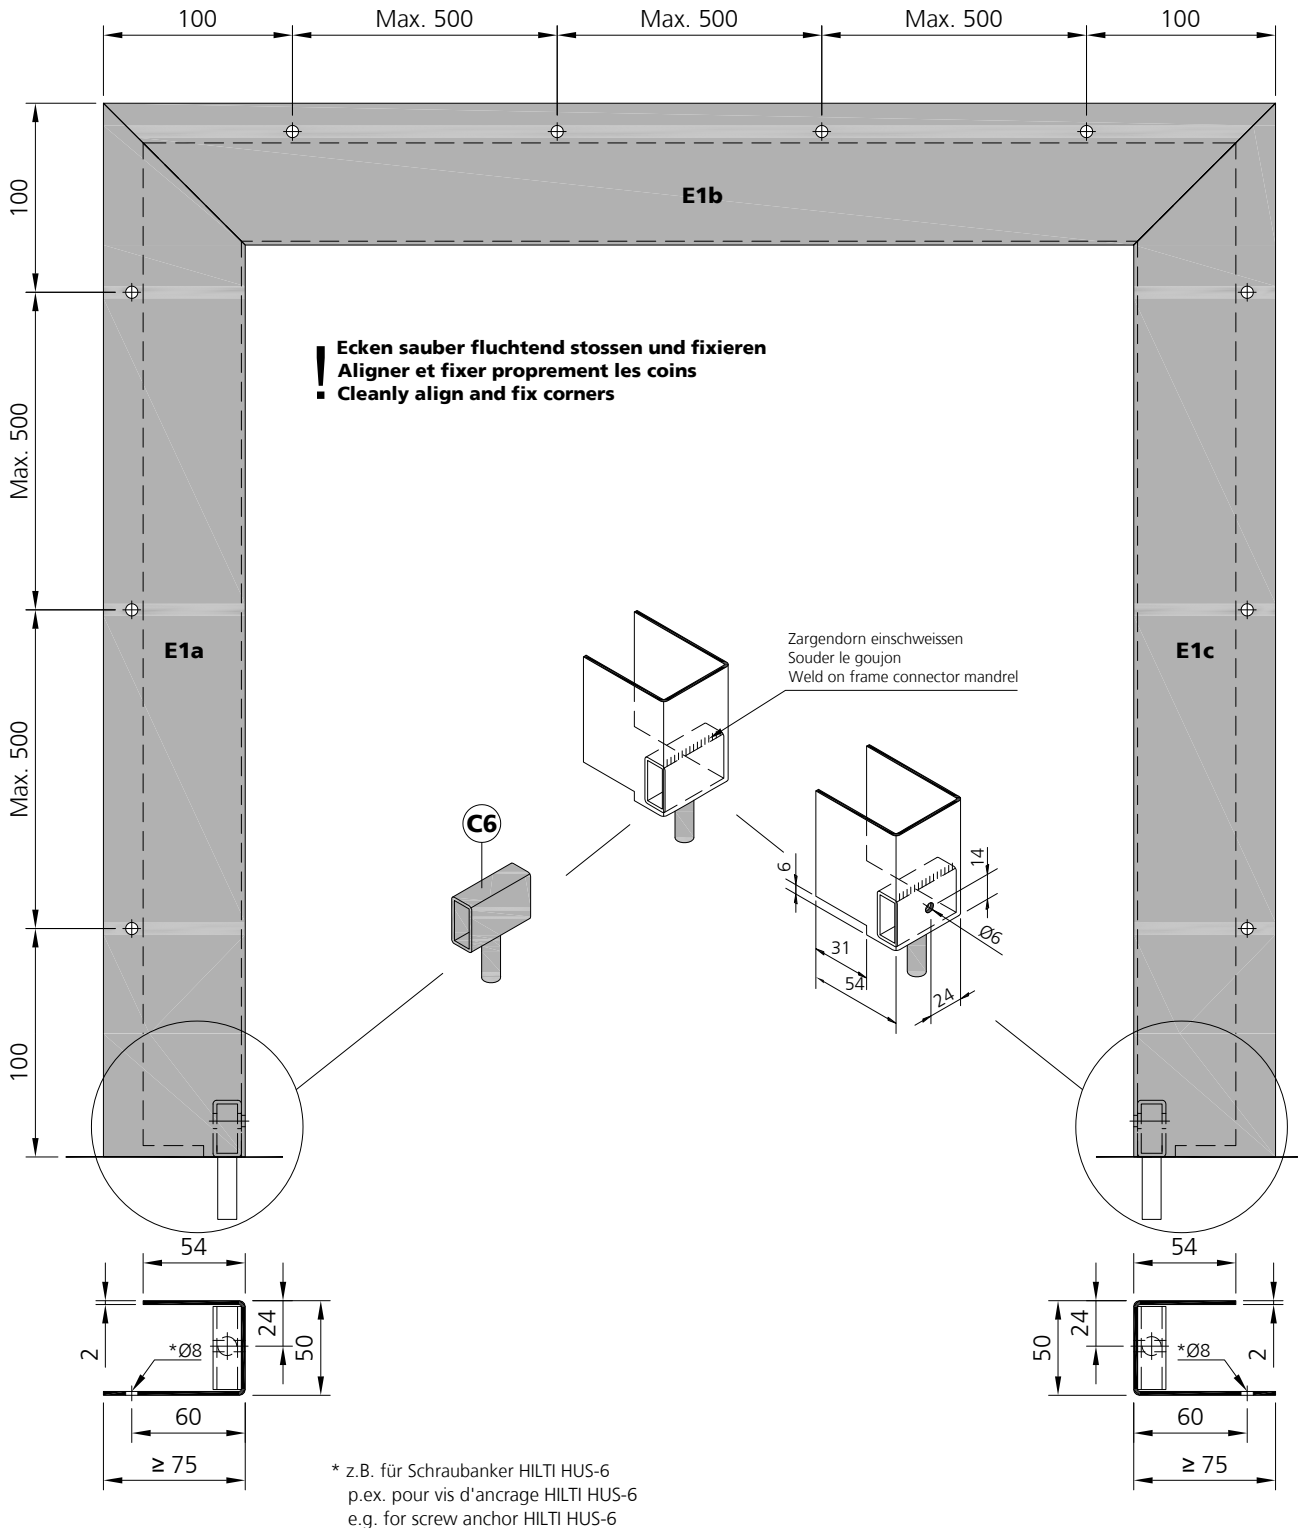 100
Max. 500
Max. 500
Max. 500
100
100
E1b
Max. 500
! Ecken sauber fluchtend stossen und fixieren
Aligner et fixer proprement les coins
Cleanly align and fix corners
E1a
Zargendorn einschweissen
Souder le goujon
Weld on frame connector mandrel
E1c
Max. 500
C6
6
14
Ø6
31
54
24
100
54
54
2
*Ø8
24
50
50
24
*Ø8
2
60
60
≥ 75
≥ 75
* z.B. für Schraubanker HILTI HUS-6
p.ex. pour vis d'ancrage HILTI HUS-6
e.g. for screw anchor HILTI HUS-6